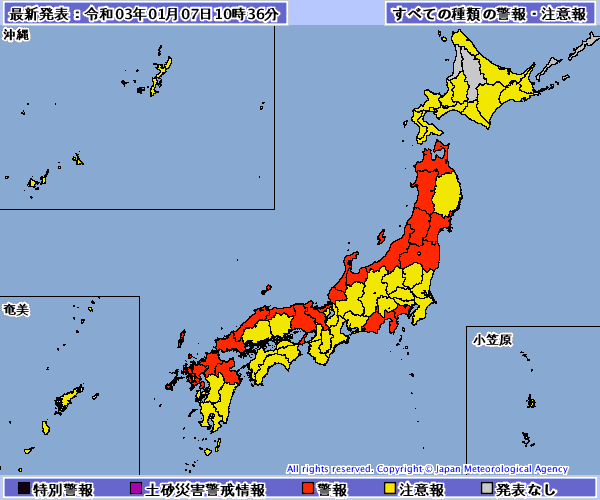 最新発表：令和03年01月07日10時36分
すべての種類の警報・注意報
沖縄
奄美
小笠原
All rights reserved. Copyright © Japan Meteorological Agency
特別警報 土砂災害警戒情報 警報 注意報 発表なし